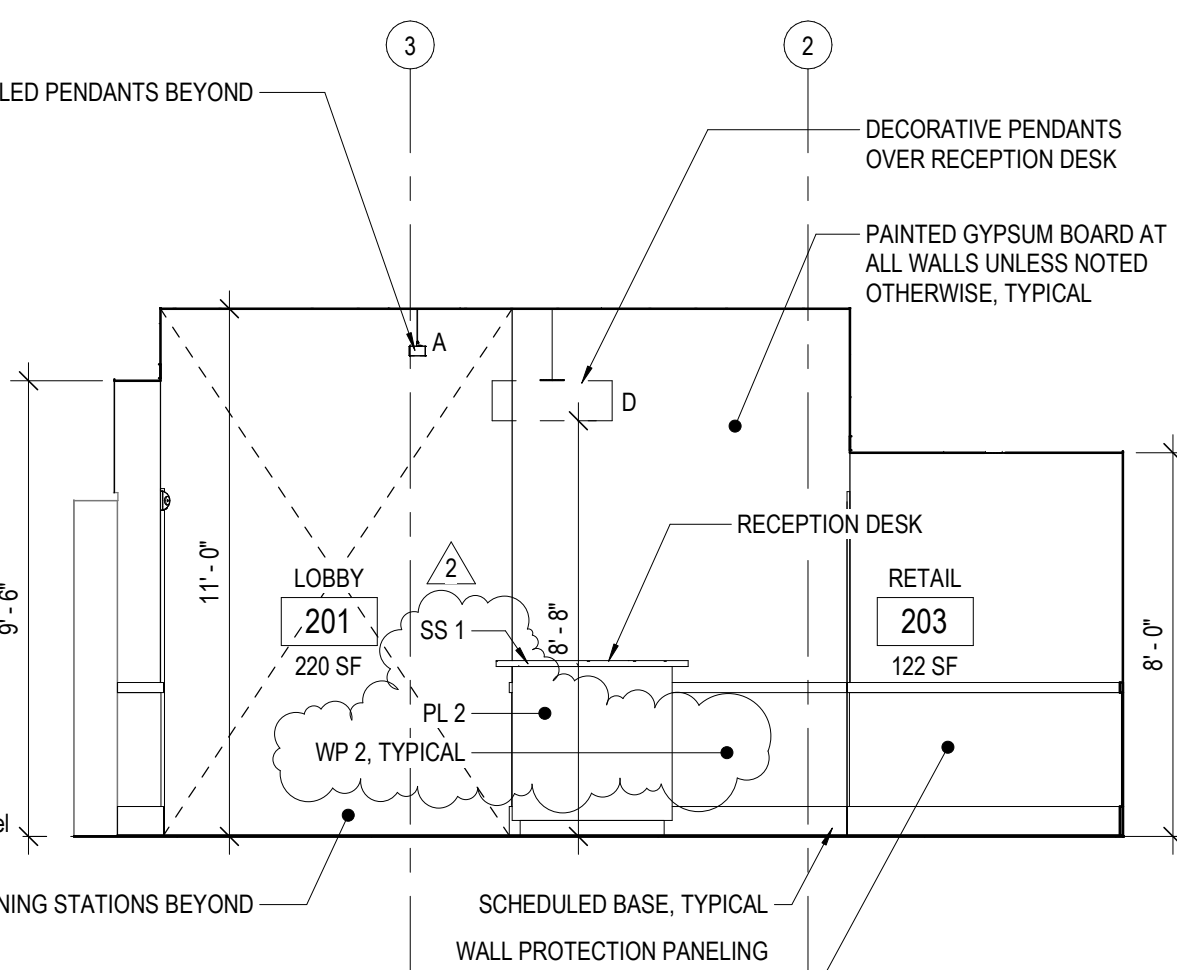 3
2
LED PENDANTS BEYOND
DECORATIVE PENDANTS
OVER RECEPTION DESK
PAINTED GYPSUM BOARD AT
ALL WALLS UNLESS NOTED
OTHERWISE, TYPICAL
A
D
RECEPTION DESK
9' - 6"
11' - 0"
LOBBY
201
220 SF
2
SS 1
8' - 8"
RETAIL
203
122 SF
8' - 0"
PL 2
WP 2, TYPICAL
NING STATIONS BEYOND
SCHEDULED BASE, TYPICAL
WALL PROTECTION PANELING